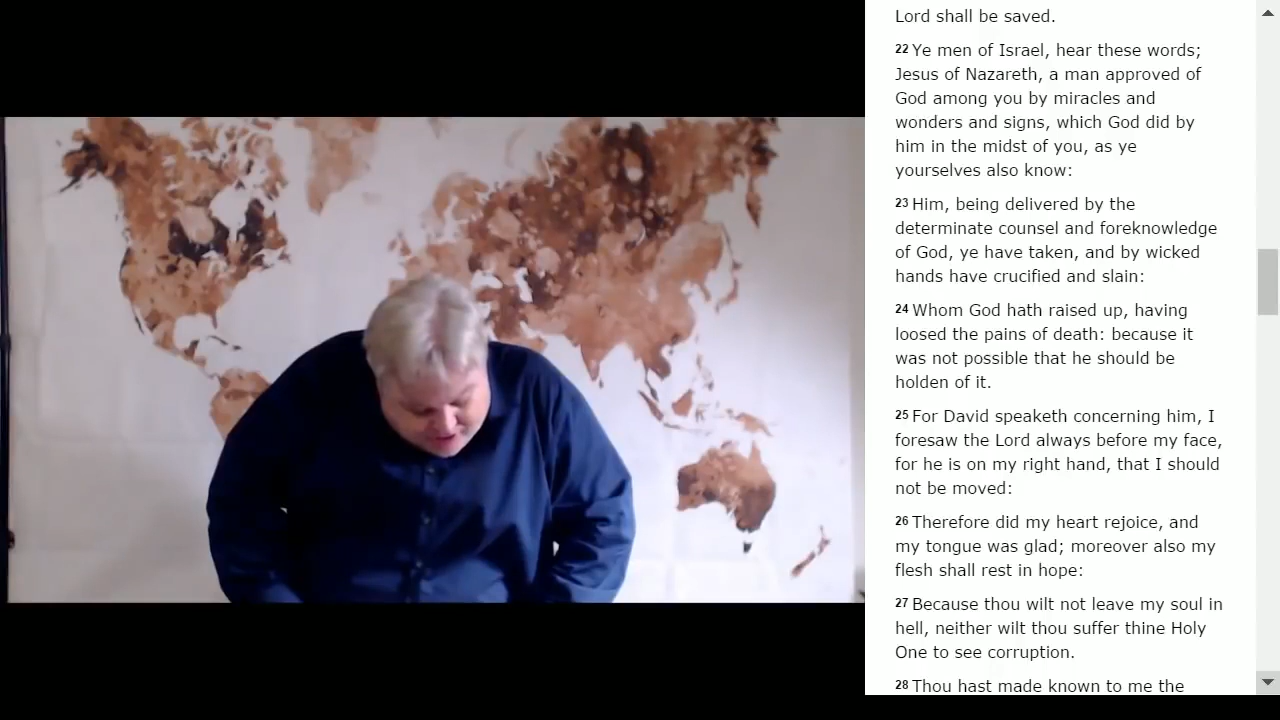 Lord shall be saved.
22 Ye men of Israel, hear these words;
Jesus of Nazareth, a man approved of
God among you by miracles and
wonders and signs, which God did by
him in the midst of you, as ye
yourselves also know:
23 Him, being delivered by the
determinate counsel and foreknowledge
of God, ye have taken, and by wicked
hands have crucified and slain:
24 Whom God hath raised up, having
loosed the pains of death: because it
was not possible that he should be
holden of it.
25 For David speaketh concerning him, I
foresaw the Lord always before my face,
for he is on my right hand, that I should
not be moved:
26 Therefore did my heart rejoice, and
my tongue was glad; moreover also my
flesh shall rest in hope:
27 Because thou wilt not leave my soul in
hell, neither wilt thou suffer thine Holy
One to see corruption.
28 Thou hast made known to me the